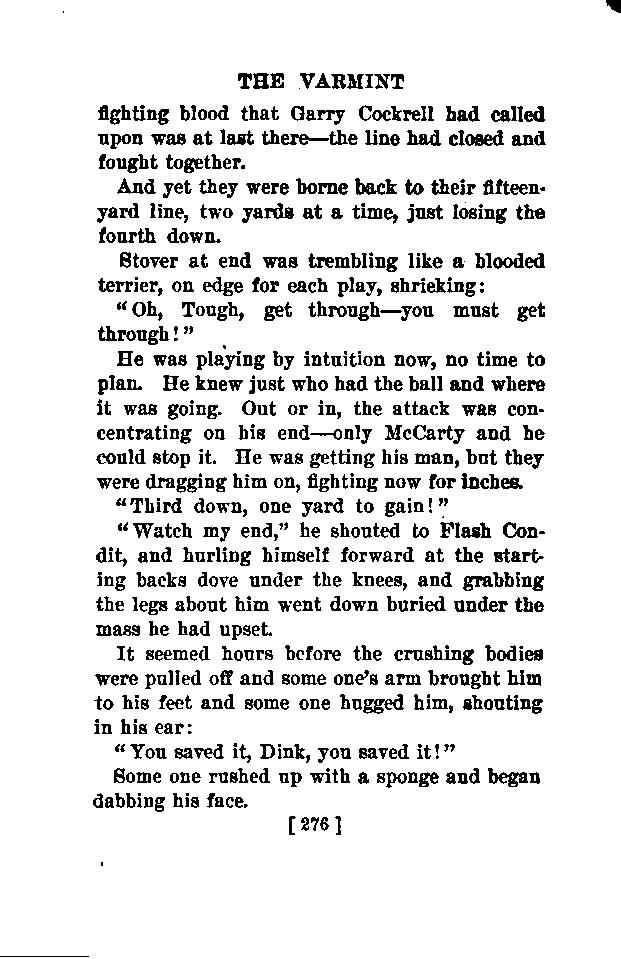 THE VARMINT
fighting blood that Garry Cockrell had called
upon was at last there—the line had closed and
fought together.
And yet they were borne back to their fifteen-
yard line, two yards at a time, just losing the
fourth down.
Stover at end was trembling like a blooded
terrier, on edge for each play, shrieking:
"Oh, Tough, get through—you must get
through!"
He was playing by intuition now, no time to
plan. He knew just who had the ball and where
it was going. Out or in, the attack was con-
centrating on his end—only McCarty and he
could stop it. He was getting his man, but they
were dragging him on, fighting now for inches.
"Third down, one yard to gain!"
"Watch my end," he shouted to Flash Con-
dit, and hurling himself forward at the start-
ing backs dove under the knees, and grabbing
the legs about him went down buried under the
mass he had upset.
It seemed hours before the crushing bodies
were pulled off and some one's arm brought him
to his feet and some one hugged him, shouting
in his ear:
"You saved it, Dink, you saved it!"
Some one rushed up with a sponge and began
dabbing his face.
[ 276 ]